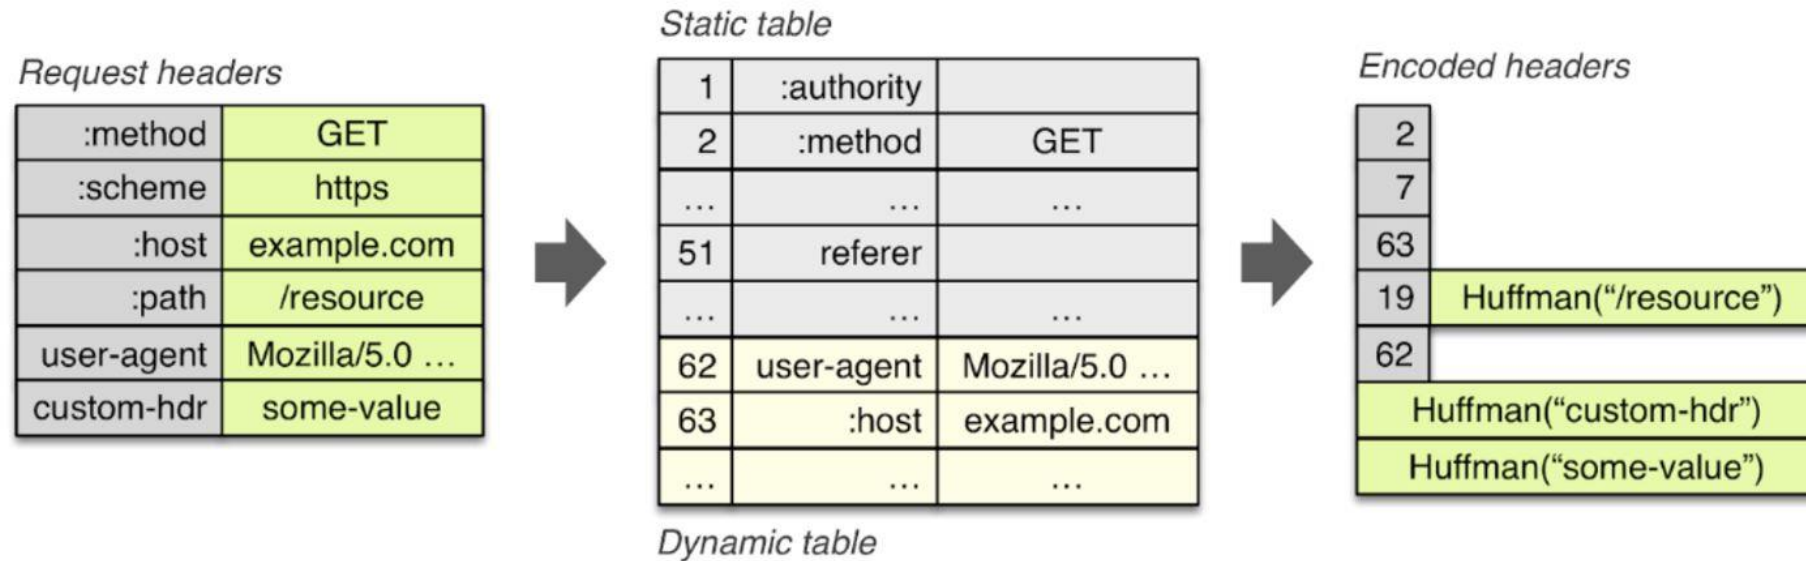 Request headers
:method GET
:scheme https
:host example.com
:path /resource
user-agent Mozilla/5.0 ...
custom-hdr some-value
Static table
1 :authority
2 :method GET
... ... ...
51 referer
... ... ...
62 user-agent Mozilla/5.0 ...
63 :host example.com
... ... ...
Dynamic table
Encoded headers
2
7
63
19 Huffman(“/resource”)
62
Huffman(“custom-hdr”)
Huffman(“some-value”)